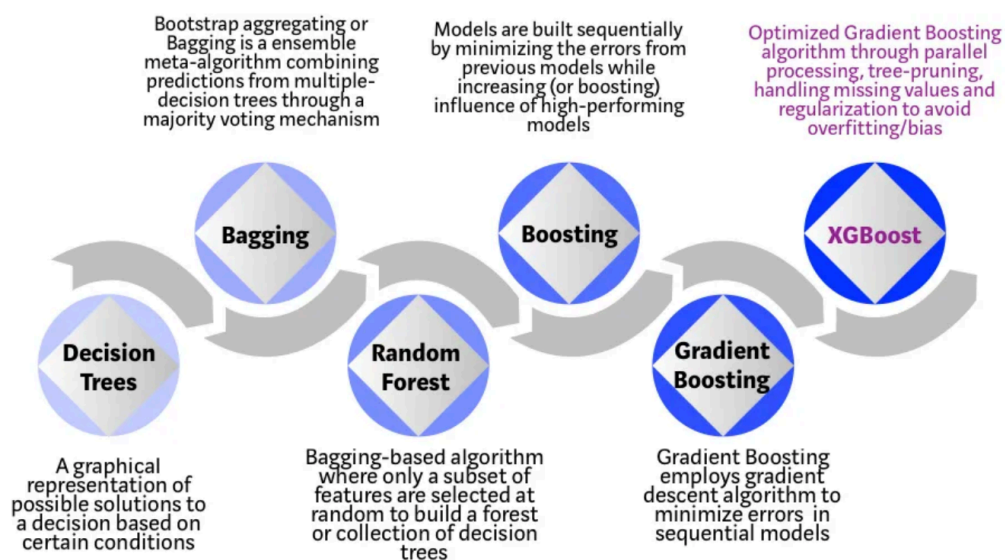 Bootstrap aggregating or
Bagging is a ensemble
meta-algorithm combining
predictions from multiple-
decision trees through a
majority voting mechanism
Models are built sequentially
by minimizing the errors from
previous models while
increasing (or boosting)
influence of high-performing
models
Optimized Gradient Boosting
algorithm through parallel
processing, tree-pruning,
handling missing values and
regularization to avoid
overfitting/bias
Bagging
Boosting
XGBoost
Decision
Trees
Random
Forest
Gradient
Boosting
A graphical
representation of
possible solutions to
a decision based on
certain conditions
Bagging-based algorithm
where only a subset of
features are selected at
random to build a forest
or collection of decision
trees
Gradient Boosting
employs gradient
descent algorithm to
minimize errors in
sequential models